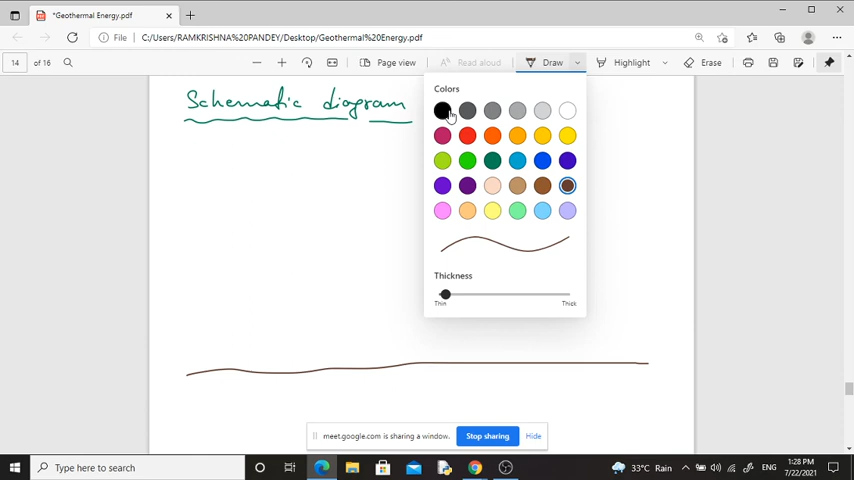 *Geothermal Energy.pdf
File
C:/Users/RAMKRISHNA%20PANDEY/Desktop/Geothermal%20Energy.pdf
14 of 16
Page view
Read aloud
Draw
Highlight
Erase
Schematic diagram
Colors
Thickness
Thin
Thick
meet.google.com is sharing a window.
Stop sharing
Hide
Type here to search
33°C Rain
ENG
1:28 PM
7/22/2021